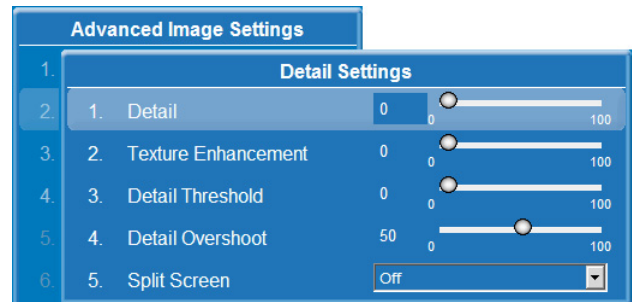 Advanced Image Settings
1.
Detail Settings
2. 1. Detail 0 0 100
3. 2. Texture Enhancement 0 0 100
4. 3. Detail Threshold 0 0 100
5. 4. Detail Overshoot 50 0 100
6. 5. Split Screen Off